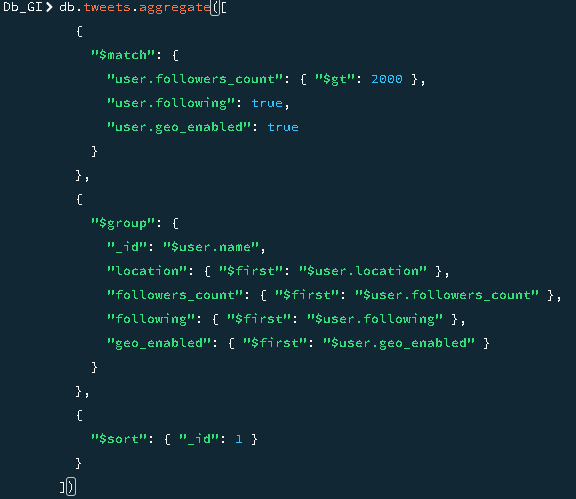 Db_GI> db.tweets.aggregate([
{
"$match": {
"user.followers_count": { "$gt": 2000 },
"user.following": true,
"user.geo_enabled": true
}
},
{
"$group": {
"_id": "$user.name",
"location": { "$first": "$user.location" },
"followers_count": { "$first": "$user.followers_count" },
"following": { "$first": "$user.following" },
"geo_enabled": { "$first": "$user.geo_enabled" }
}
},
{
"$sort": { "_id": 1 }
}
])